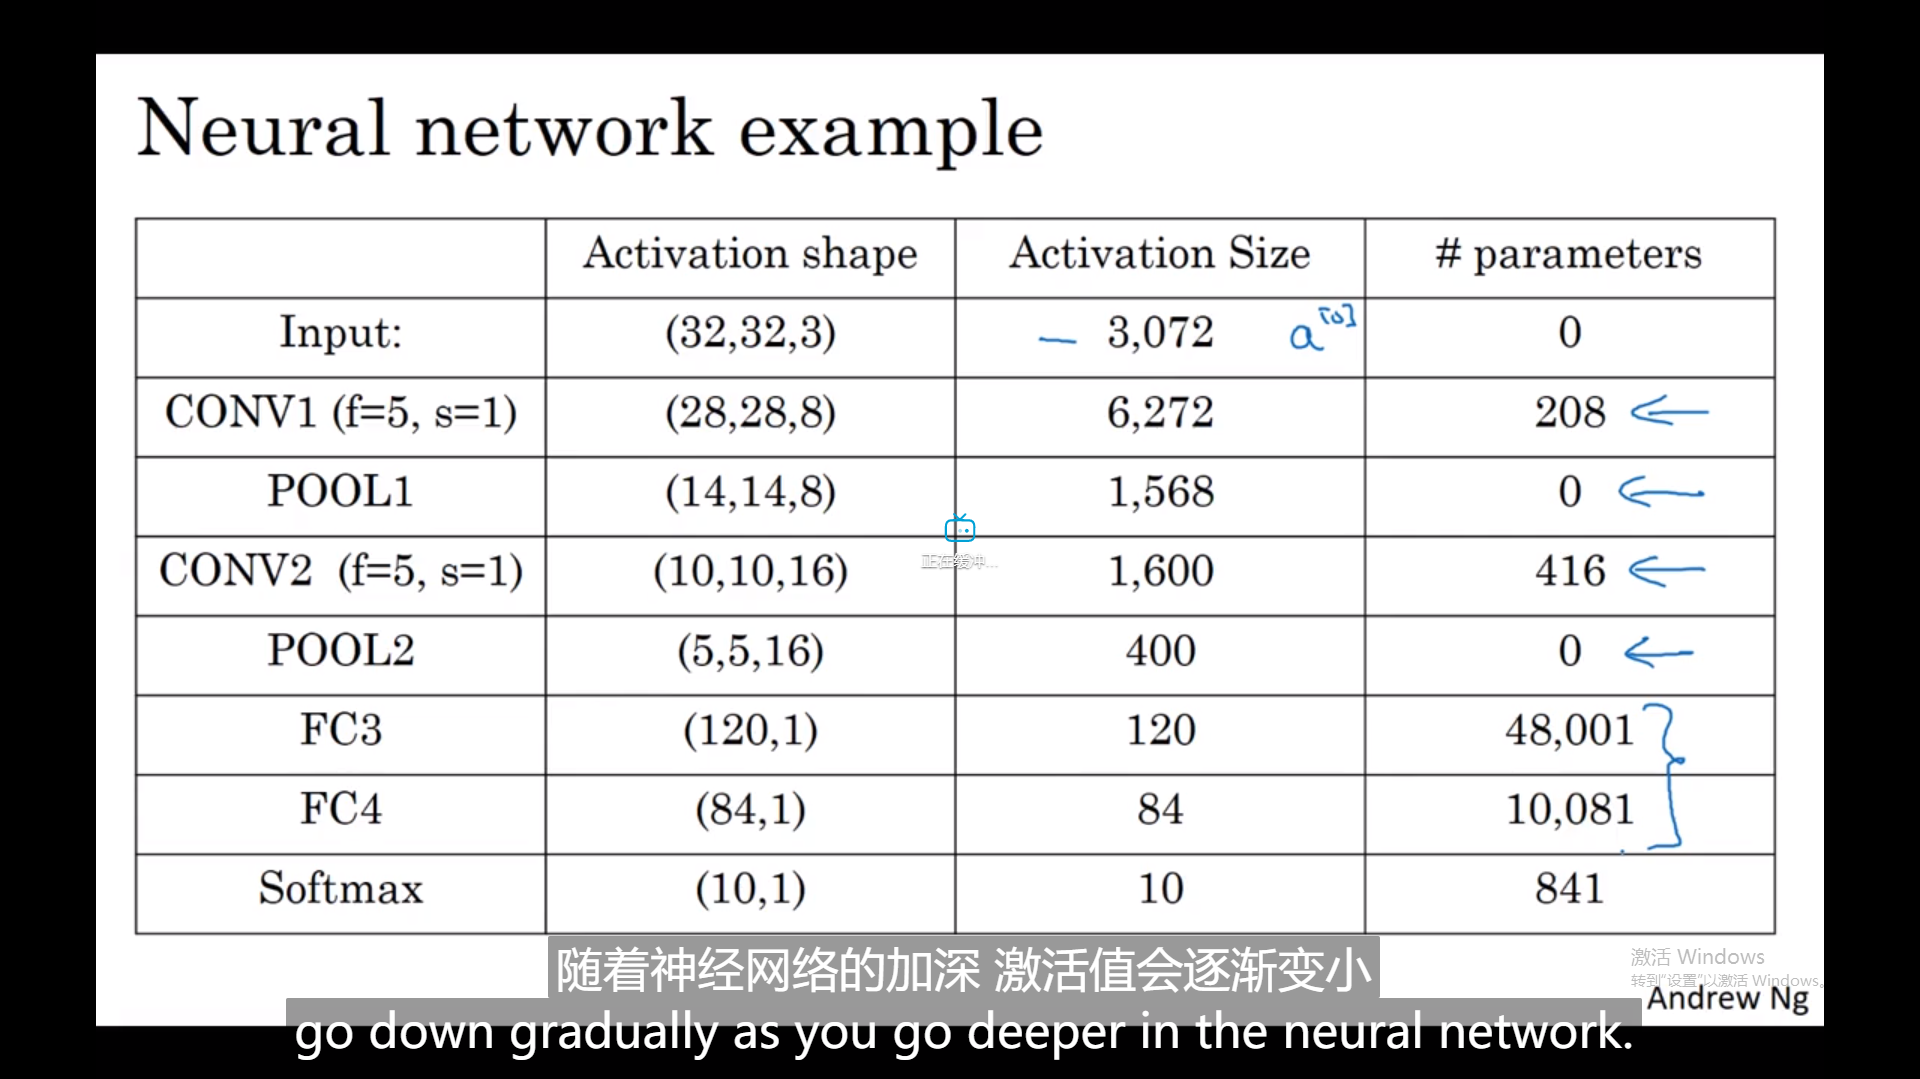 Neural network example
Activation shape Activation Size # parameters
Input: (32,32,3) — 3,072 a[0] 0
CONV1 (f=5, s=1) (28,28,8) 6,272 208 ←
POOL1 (14,14,8) 1,568 0 ←
CONV2 (f=5, s=1) (10,10,16) 1,600 416 ←
POOL2 (5,5,16) 400 0 ←
FC3 (120,1) 120 48,001
FC4 (84,1) 84 10,081
Softmax (10,1) 10 841
正在缓冲...
随着神经网络的加深 激活值会逐渐变小
go down gradually as you go deeper in the neural network.
激活 Windows
转到“设置”以激活 Windows。
Andrew Ng